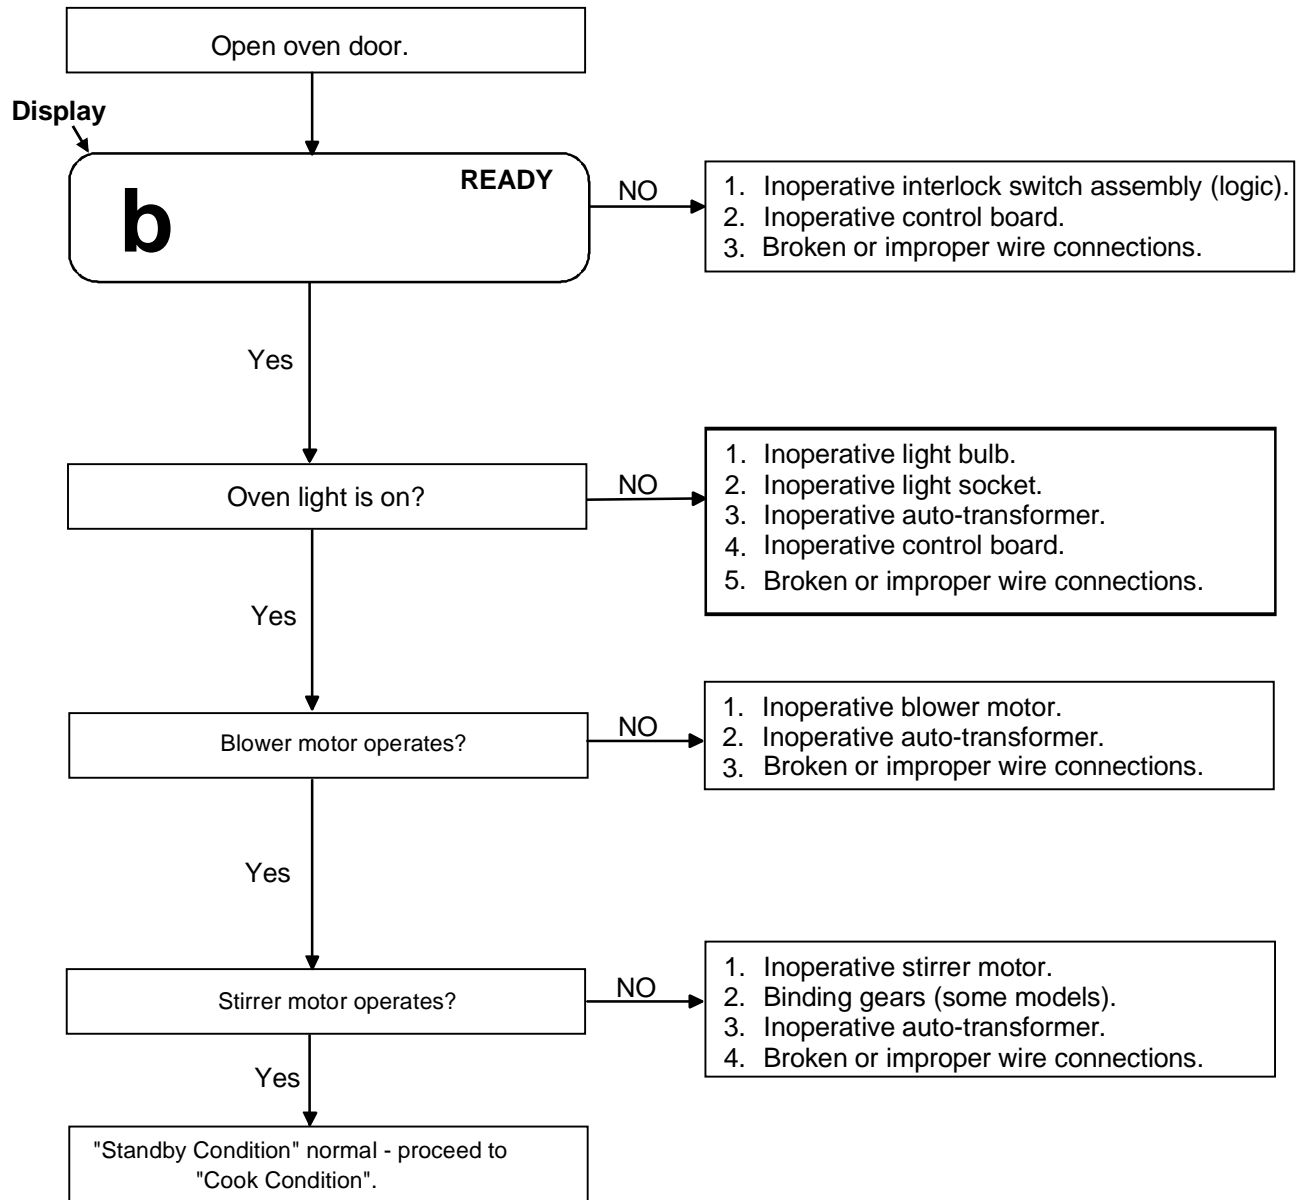 Open oven door.
Display
READY
b
NO
1. Inoperative interlock switch assembly (logic).
2. Inoperative control board.
3. Broken or improper wire connections.
Yes
Oven light is on?
NO
1. Inoperative light bulb.
2. Inoperative light socket.
3. Inoperative auto-transformer.
4. Inoperative control board.
5. Broken or improper wire connections.
Yes
Blower motor operates?
NO
1. Inoperative blower motor.
2. Inoperative auto-transformer.
3. Broken or improper wire connections.
Yes
Stirrer motor operates?
NO
1. Inoperative stirrer motor.
2. Binding gears (some models).
3. Inoperative auto-transformer.
4. Broken or improper wire connections.
Yes
"Standby Condition" normal - proceed to
"Cook Condition".